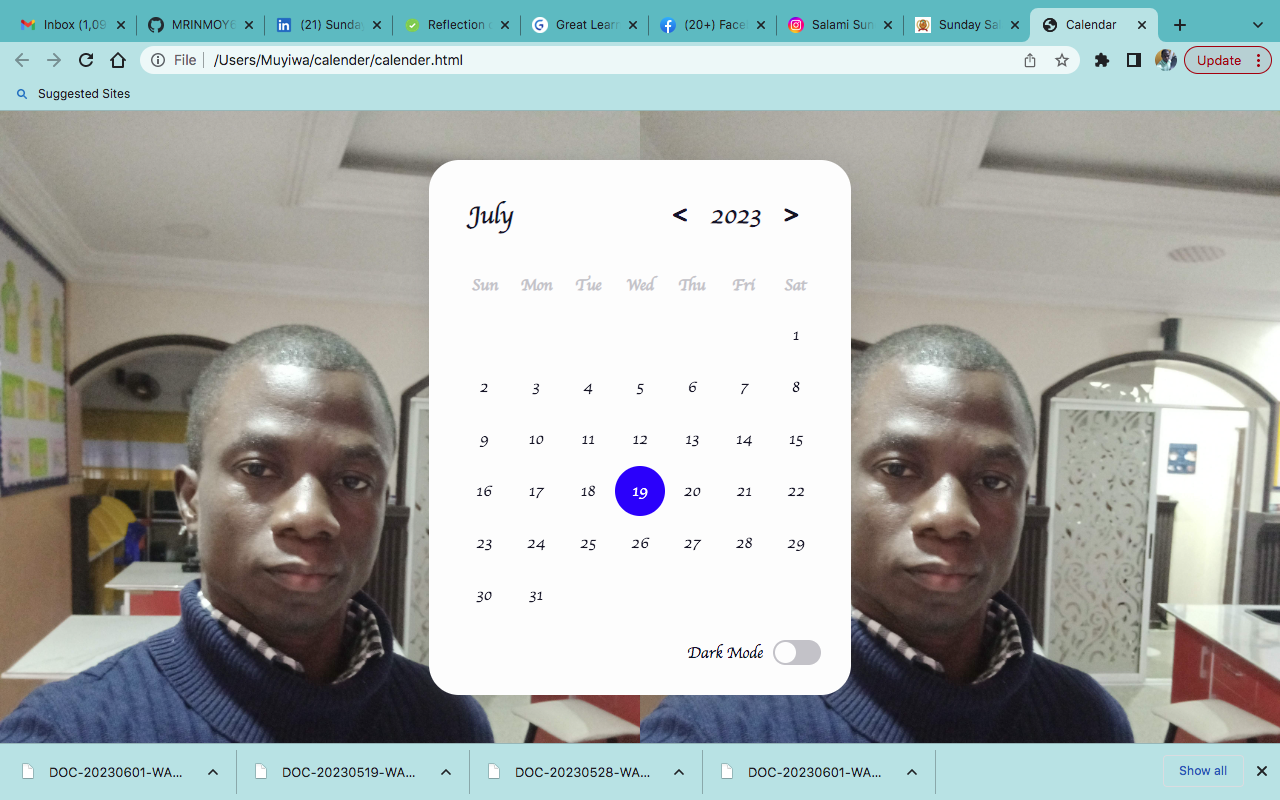 Inbox (1,09
MRINMOY6
(21) Sunda
Reflection
Great Lear
(20+) Face
Salami Sun
Sunday Sa
Calendar
File
/Users/Muyiwa/calender/calender.html
Update
Suggested Sites
July < 2023 >
Sun Mon Tue Wed Thu Fri Sat
1
2 3 4 5 6 7 8
9 10 11 12 13 14 15
16 17 18 19 20 21 22
23 24 25 26 27 28 29
30 31
Dark Mode
DOC-20230601-WA...
DOC-20230519-WA...
DOC-20230528-WA...
DOC-20230601-WA...
Show all